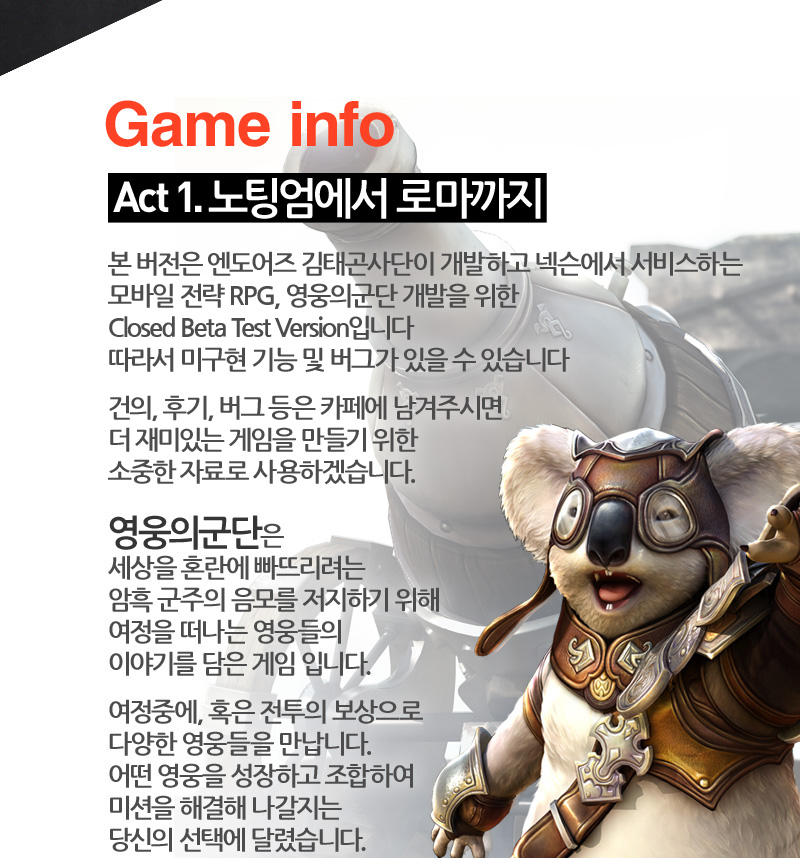 Game info
Act 1. 노팅엄에서 로마까지
본 버전은 엔도어즈 김태곤사단이 개발하고 넥슨에서 서비스하는
모바일 전략 RPG, 영웅의군단 개발을 위한
Closed Beta Test Version입니다
따라서 미구현 기능 및 버그가 있을 수 있습니다
건의, 후기, 버그 등은 카페에 남겨주시면
더 재미있는 게임을 만들기 위한
소중한 자료로 사용하겠습니다.
영웅의군단은
세상을 혼란에 빠뜨리려는
암흑 군주의 음모를 저지하기 위해
여정을 떠나는 영웅들의
이야기를 담은 게임 입니다.
여정중에, 혹은 전투의 보상으로
다양한 영웅들을 만납니다.
어떤 영웅을 성장하고 조합하여
미션을 해결해 나갈지는
당신의 선택에 달렸습니다.